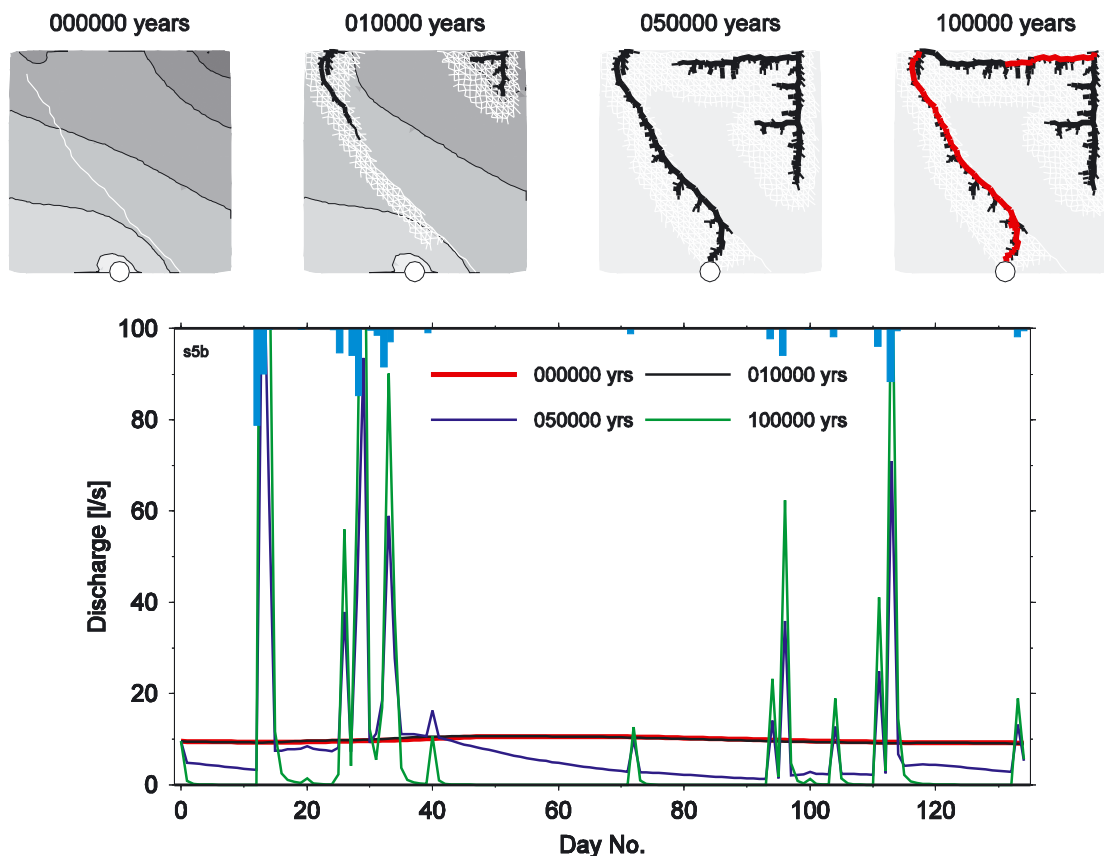 000000 years 010000 years 050000 years 100000 years
100
s5b
000000 yrs 010000 yrs
050000 yrs 100000 yrs
80
60
40
20
0
Discharge [l/s]
0 20 40 60 80 100 120
Day No.